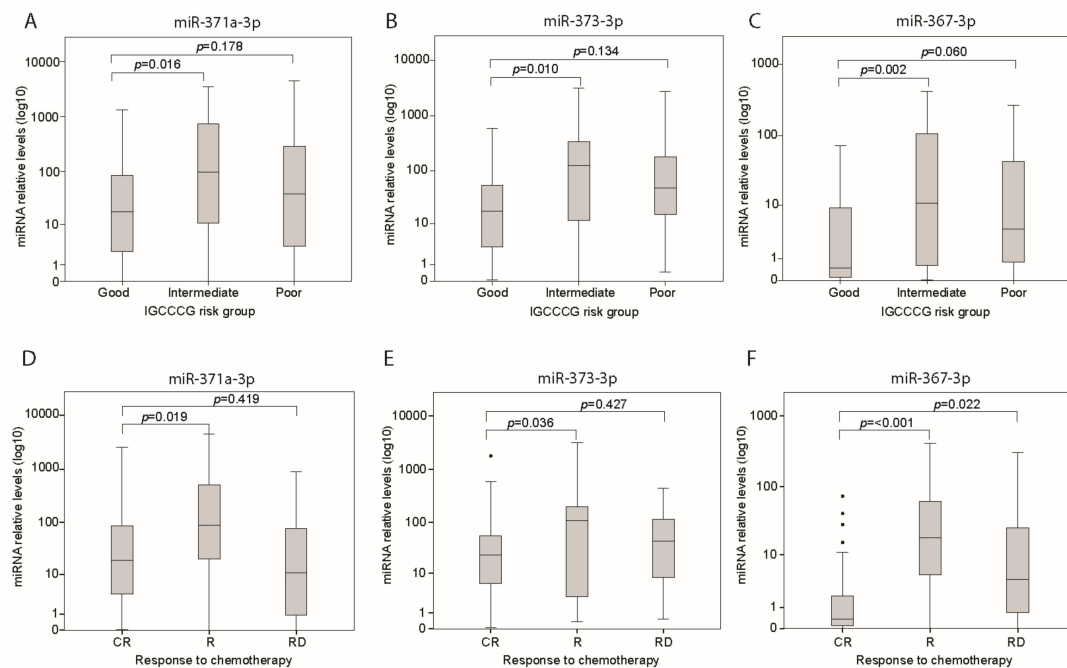 A
miR-371a-3p
p=0.178
p=0.016
miRNA relative levels (log10)
10000
1000
100
10
1
0
Good Intermediate Poor
IGCCCG risk group
B
miR-373-3p
p=0.134
p=0.010
miRNA relative levels (log10)
10000
1000
100
10
1
0
Good Intermediate Poor
IGCCCG risk group
C
miR-367-3p
p=0.060
p=0.002
miRNA relative levels (log10)
1000
100
10
1
0
Good Intermediate Poor
IGCCCG risk group
D
miR-371a-3p
p=0.419
p=0.019
miRNA relative levels (log10)
10000
1000
100
10
1
0
CR R RD
Response to chemotherapy
E
miR-373-3p
p=0.427
p=0.036
miRNA relative levels (log10)
10000
1000
100
10
1
0
CR R RD
Response to chemotherapy
F
miR-367-3p
p=0.022
p=<0.001
miRNA relative levels (log10)
1000
100
10
1
0
CR R RD
Response to chemotherapy